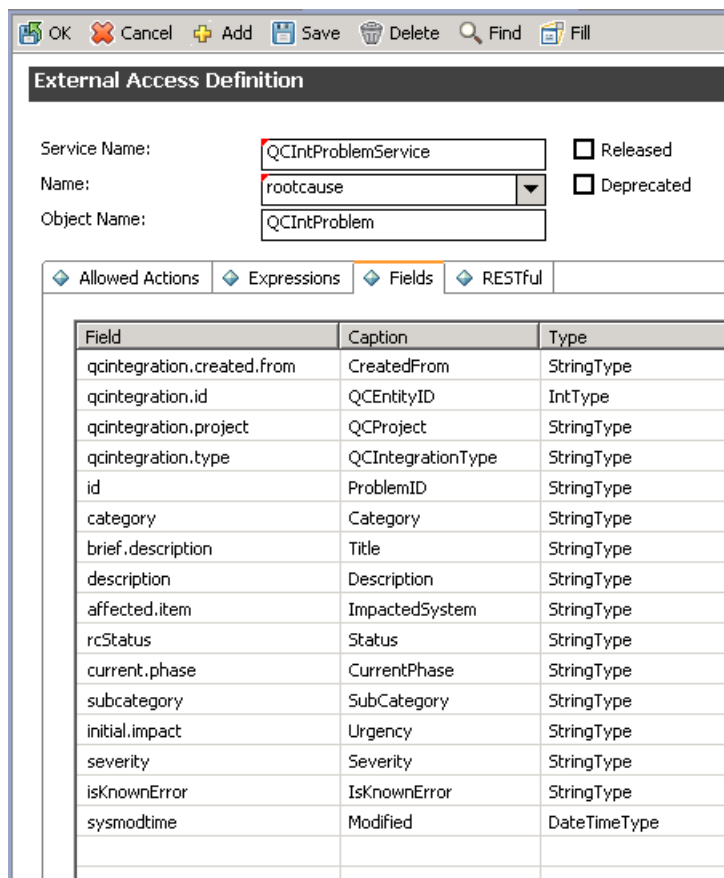 OK Cancel Add Save Delete Find Fill
External Access Definition
Service Name: QCIntProblemService Released
Name: rootcause Deprecated
Object Name: QCIntProblem
Allowed Actions Expressions Fields RESTful
Field Caption Type
qcintegration.created.from CreatedFrom StringType
qcintegration.id QCEntityID IntType
qcintegration.project QCProject StringType
qcintegration.type QCIntegrationType StringType
id ProblemID StringType
category Category StringType
brief.description Title StringType
description Description StringType
affected.item ImpactedSystem StringType
rcStatus Status StringType
current.phase CurrentPhase StringType
subcategory SubCategory StringType
initial.impact Urgency StringType
severity Severity StringType
isKnownError IsKnownError StringType
sysmodtime Modified DateTimeType